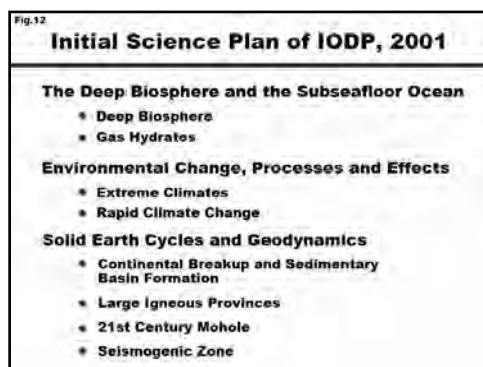 Fig.12
Initial Science Plan of IODP, 2001
The Deep Biosphere and the Subseafloor Ocean
• Deep Biosphere
• Gas Hydrates
Environmental Change, Processes and Effects
• Extreme Climates
• Rapid Climate Change
Solid Earth Cycles and Geodynamics
• Continental Breakup and Sedimentary
Basin Formation
• Large Igneous Provinces
• 21st Century Mohole
• Seismogenic Zone